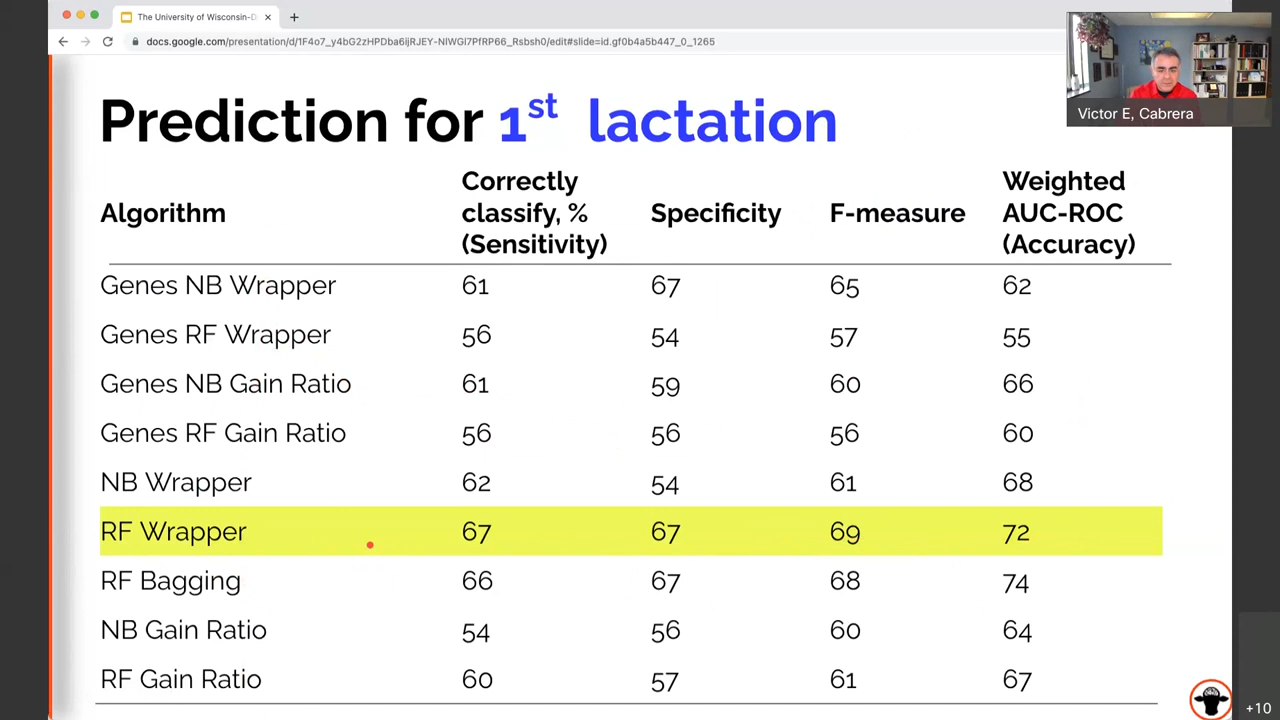 The University of Wisconsin-D
docs.google.com/presentation/d/1F4o7_y4bG2zHPDba6ijRJEY-NIWGl7PfRP66_Rsbsh0/edit#slide=id.gf0b4a5b447_0_1265
Victor E, Cabrera
Prediction for 1st lactation
Algorithm Correctly classify, % (Sensitivity) Specificity F-measure Weighted AUC-ROC (Accuracy)
Genes NB Wrapper 61 67 65 62
Genes RF Wrapper 56 54 57 55
Genes NB Gain Ratio 61 59 60 66
Genes RF Gain Ratio 56 56 56 60
NB Wrapper 62 54 61 68
RF Wrapper 67 67 69 72
RF Bagging 66 67 68 74
NB Gain Ratio 54 56 60 64
RF Gain Ratio 60 57 61 67
+10